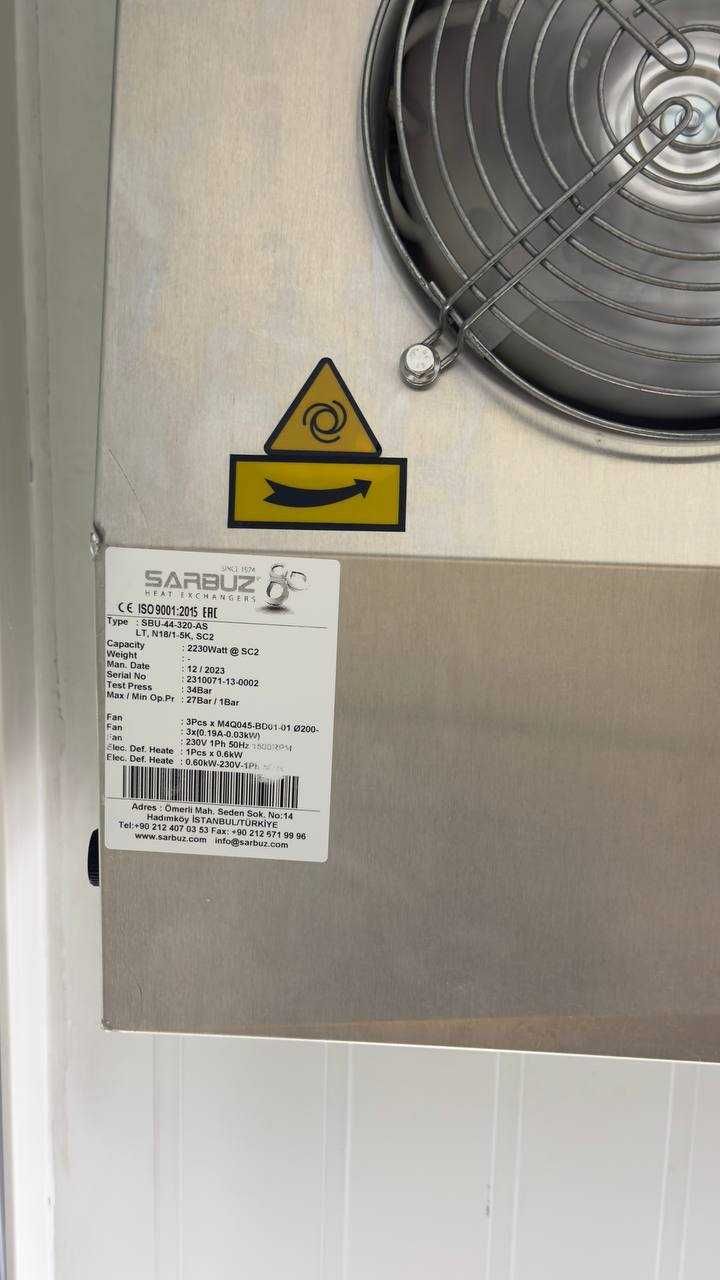 SINCE 1974
SARBUZ
HEAT EXCHANGERS
CE ISO 9001:2015 EAC
Type : SBU-44-320-AS
LT, N18/1-5K, SC2
Capacity : 2230Watt @ SC2
Weight : -
Man. Date : 12 / 2023
Serial No : 2310071-13-0002
Test Press : 34Bar
Max / Min Op.Pr : 27Bar / 1Bar
Fan : 3Pcs x M4Q045-BD01-01 Ø200-
Fan : 3x(0.19A-0.03kW)
Fan : 230V 1Ph 50Hz 1500RPM
Elec. Def. Heate : 1Pcs x 0.6kW
Elec. Def. Heate : 0.60kW-230V-1Ph
Adres : Ömerli Mah. Seden Sok. No:14
Hadımköy İSTANBUL/TÜRKİYE
Tel:+90 212 407 03 53 Fax: +90 212 571 99 96
www.sarbuz.com info@sarbuz.com